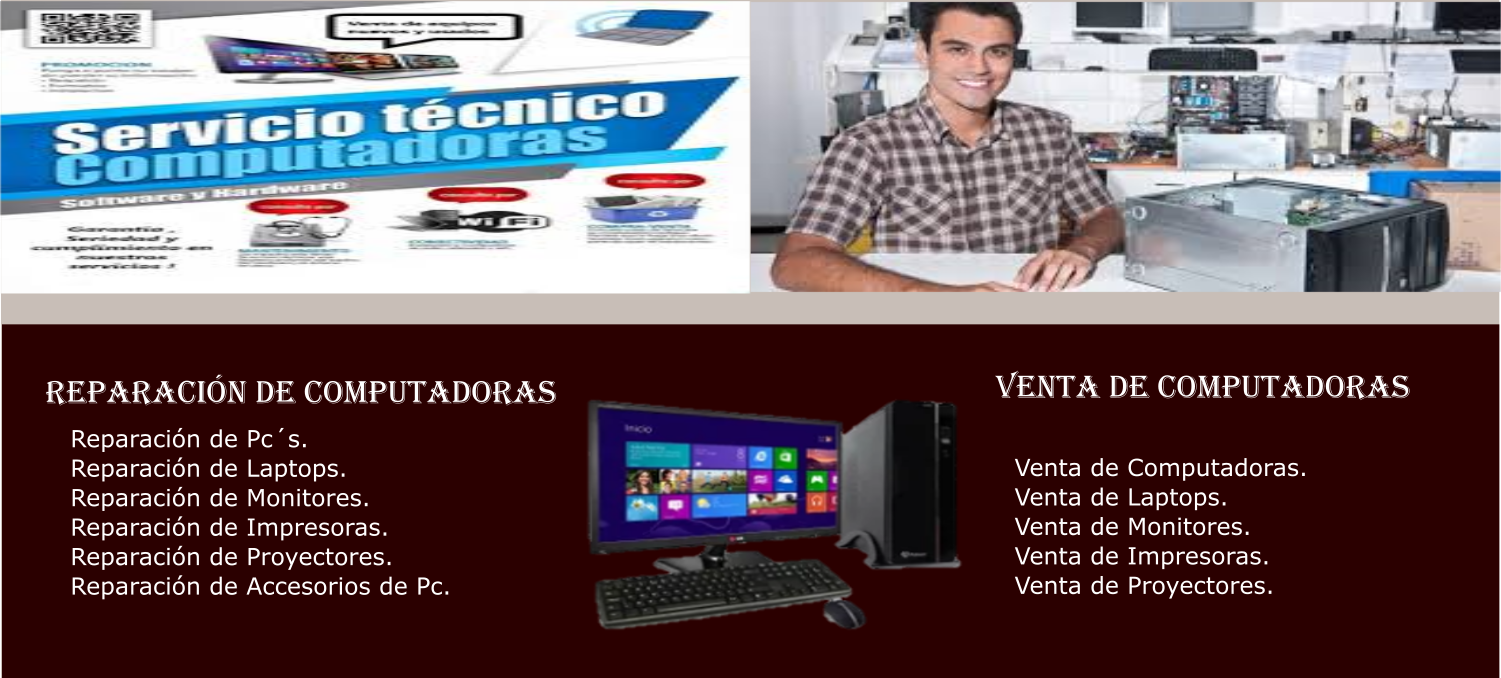 Venta de equipos
nuevos y usados
PROMOCION
Servicio técnico
Computadoras
Software y Hardware
Garantía,
Seriedad y
cumplimiento en
nuestros
servicios !
Wi Fi
CONECTIVIDAD
REPARACIÓN DE COMPUTADORAS
Reparación de Pc´s.
Reparación de Laptops.
Reparación de Monitores.
Reparación de Impresoras.
Reparación de Proyectores.
Reparación de Accesorios de Pc.
Inicio
VENTA DE COMPUTADORAS
Venta de Computadoras.
Venta de Laptops.
Venta de Monitores.
Venta de Impresoras.
Venta de Proyectores.